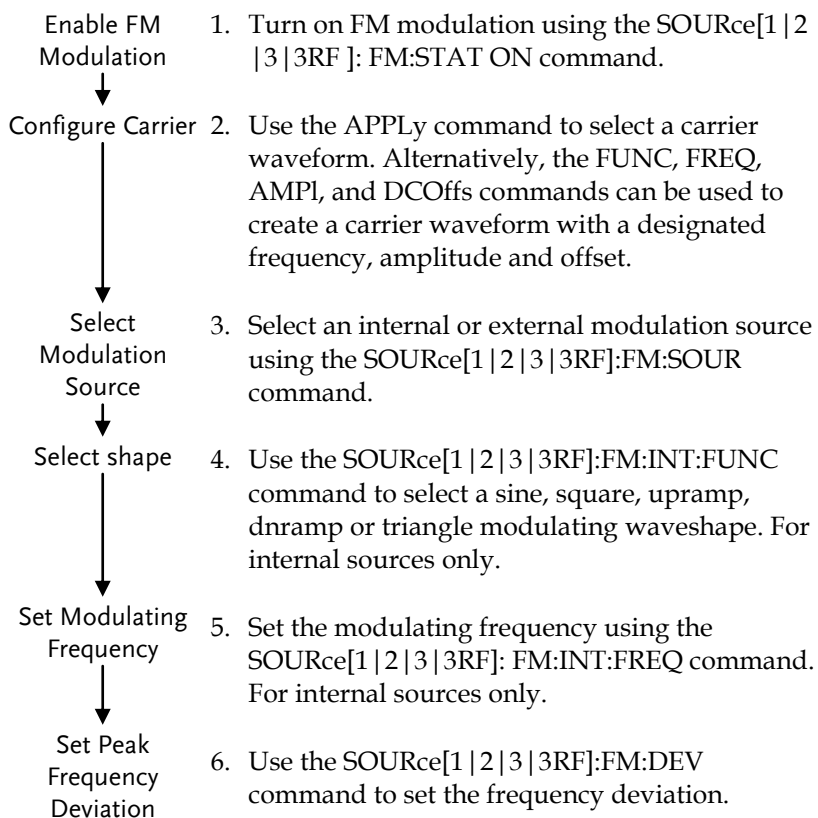 Enable FM
Modulation
1. Turn on FM modulation using the SOURce[1|2
|3|3RF ]: FM:STAT ON command.
Configure Carrier
2. Use the APPLy command to select a carrier
waveform. Alternatively, the FUNC, FREQ,
AMPl, and DCOffs commands can be used to
create a carrier waveform with a designated
frequency, amplitude and offset.
Select
Modulation
Source
3. Select an internal or external modulation source
using the SOURce[1|2|3|3RF]:FM:SOUR
command.
Select shape
4. Use the SOURce[1|2|3|3RF]:FM:INT:FUNC
command to select a sine, square, upramp,
dnramp or triangle modulating waveshape. For
internal sources only.
Set Modulating
Frequency
5. Set the modulating frequency using the
SOURce[1|2|3|3RF]: FM:INT:FREQ command.
For internal sources only.
Set Peak
Frequency
Deviation
6. Use the SOURce[1|2|3|3RF]:FM:DEV
command to set the frequency deviation.